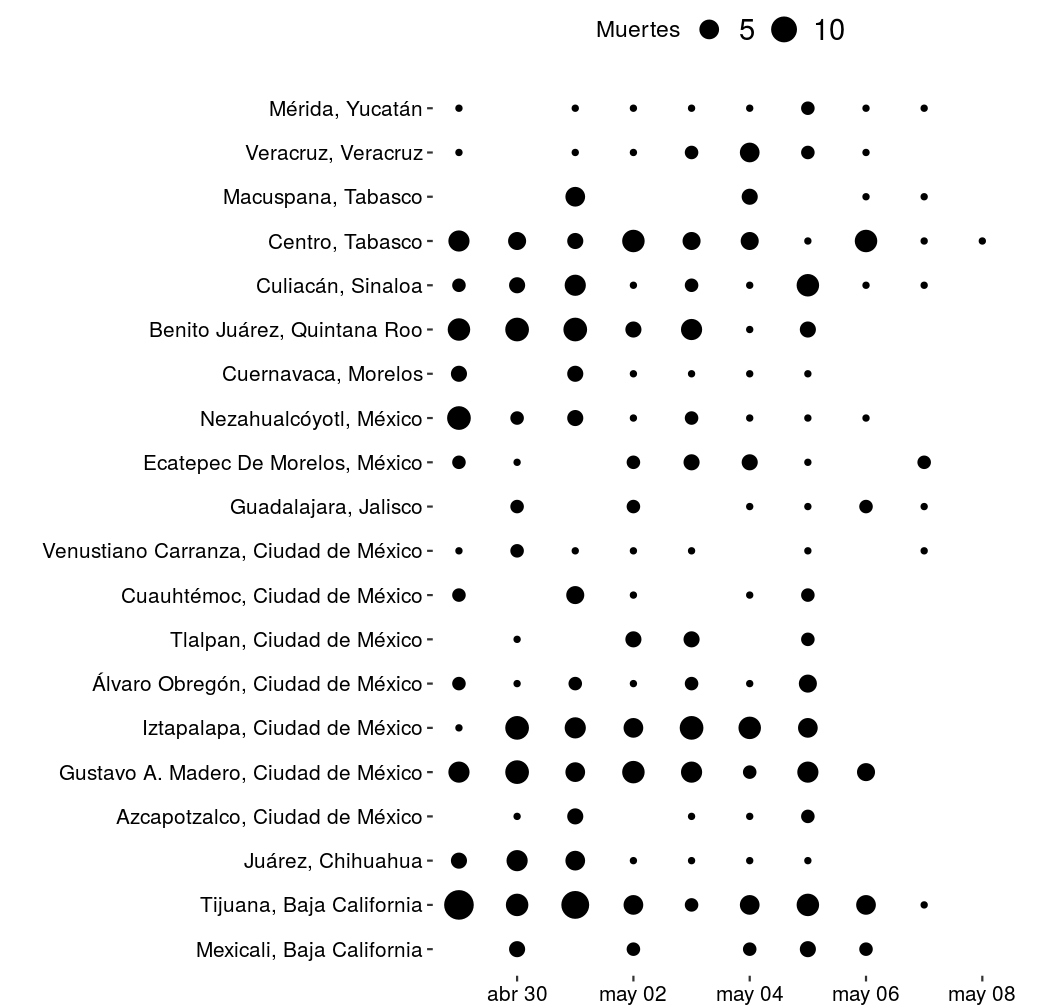 Muertes 5 10
Mérida, Yucatán
Veracruz, Veracruz
Macuspana, Tabasco
Centro, Tabasco
Culiacán, Sinaloa
Benito Juárez, Quintana Roo
Cuernavaca, Morelos
Nezahualcóyotl, México
Ecatepec De Morelos, México
Guadalajara, Jalisco
Venustiano Carranza, Ciudad de México
Cuauhtémoc, Ciudad de México
Tlalpan, Ciudad de México
Álvaro Obregón, Ciudad de México
Iztapalapa, Ciudad de México
Gustavo A. Madero, Ciudad de México
Azcapotzalco, Ciudad de México
Juárez, Chihuahua
Tijuana, Baja California
Mexicali, Baja California
abr 30 may 02 may 04 may 06 may 08